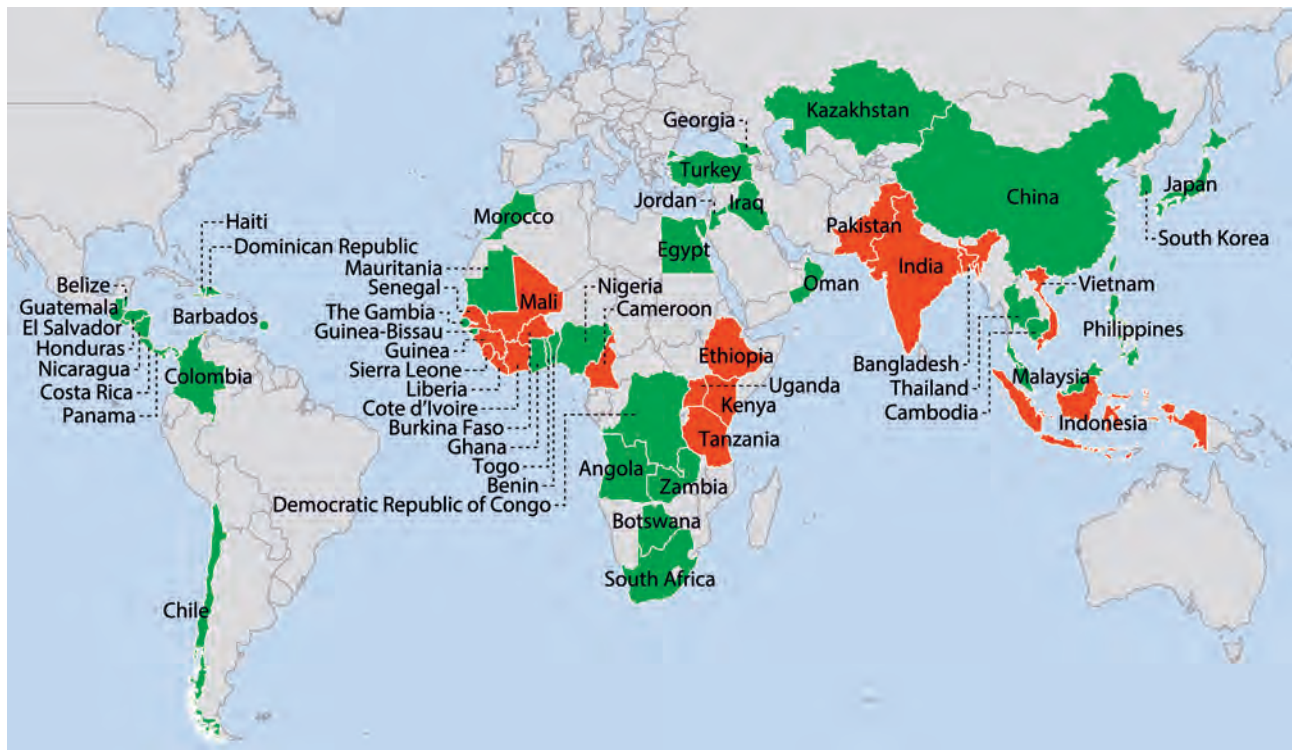 Kazakhstan
Georgia
Turkey
China
Japan
Jordan
Iraq
Morocco
Pakistan
South Korea
Haiti
Egypt
Dominican Republic
India
Mauritania
Oman
Belize
Senegal
Mali
Nigeria
Vietnam
Guatemala
Barbados
The Gambia
Cameroon
El Salvador
Guinea-Bissau
Philippines
Honduras
Guinea
Ethiopia
Bangladesh
Nicaragua
Sierra Leone
Colombia
Uganda
Thailand
Malaysia
Costa Rica
Liberia
Kenya
Cambodia
Panama
Cote d'Ivoire
Indonesia
Burkina Faso
Tanzania
Ghana
Togo
Angola
Benin
Zambia
Democratic Republic of Congo
Botswana
South Africa
Chile